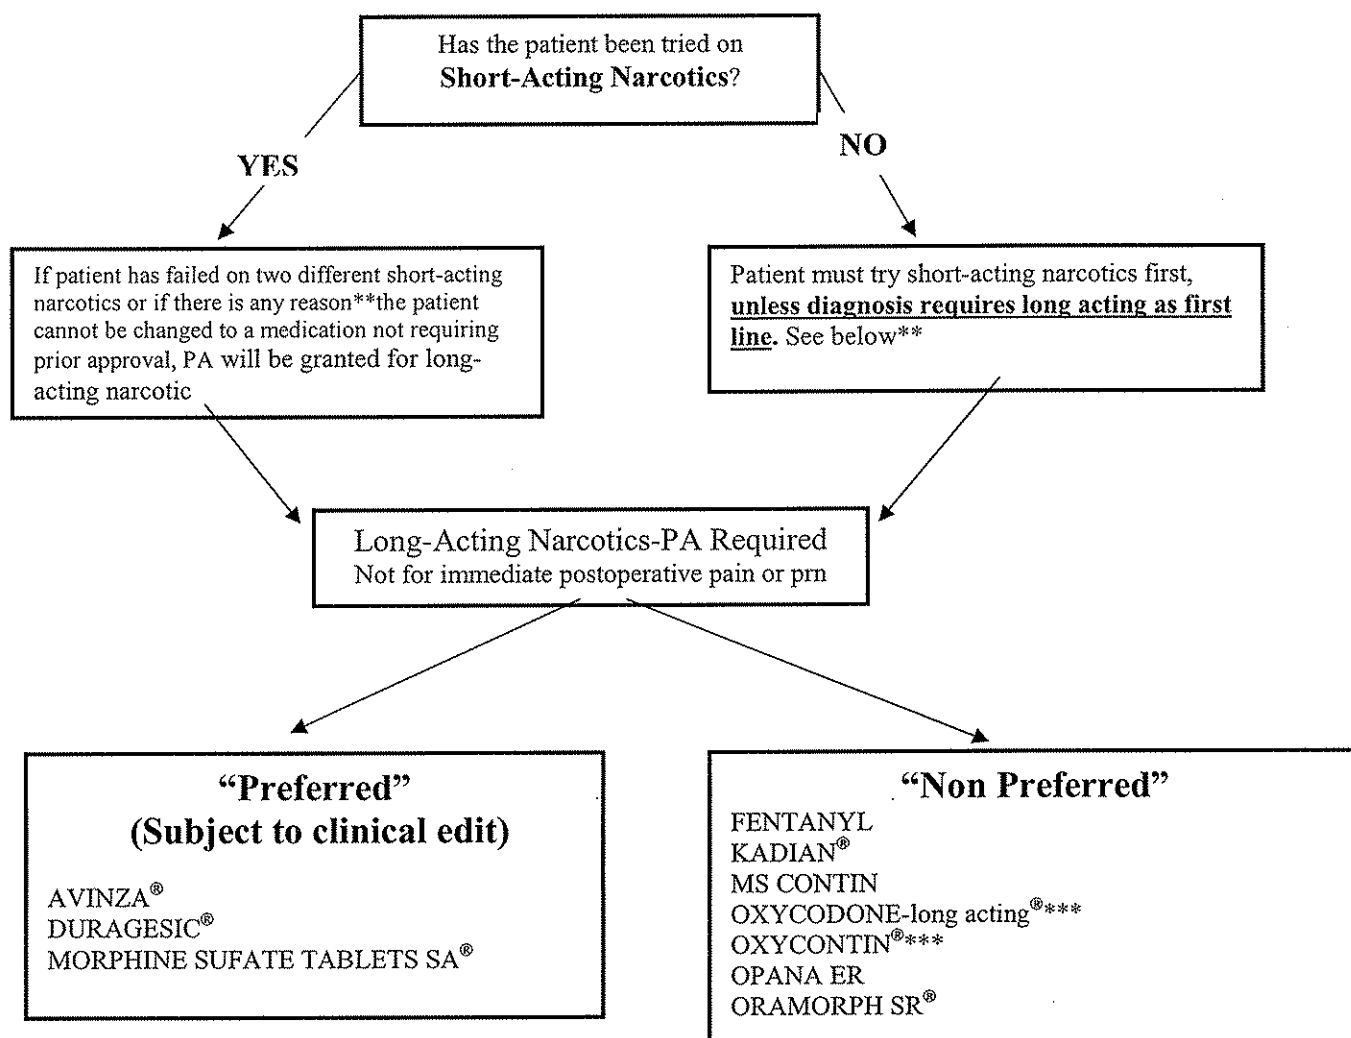 Has the patient been tried on
Short-Acting Narcotics?
YES
NO
If patient has failed on two different short-acting
narcotics or if there is any reason**the patient
cannot be changed to a medication not requiring
prior approval, PA will be granted for long-
acting narcotic
Patient must try short-acting narcotics first,
unless diagnosis requires long acting as first
line. See below**
Long-Acting Narcotics-PA Required
Not for immediate postoperative pain or prn
“Preferred”
(Subject to clinical edit)
AVINZA®
DURAGESIC®
MORPHINE SUFATE TABLETS SA®
“Non Preferred”
FENTANYL
KADIAN®
MS CONTIN
OXYCODONE-long acting®***
OXYCONTIN®***
OPANA ER
ORAMORPH SR®